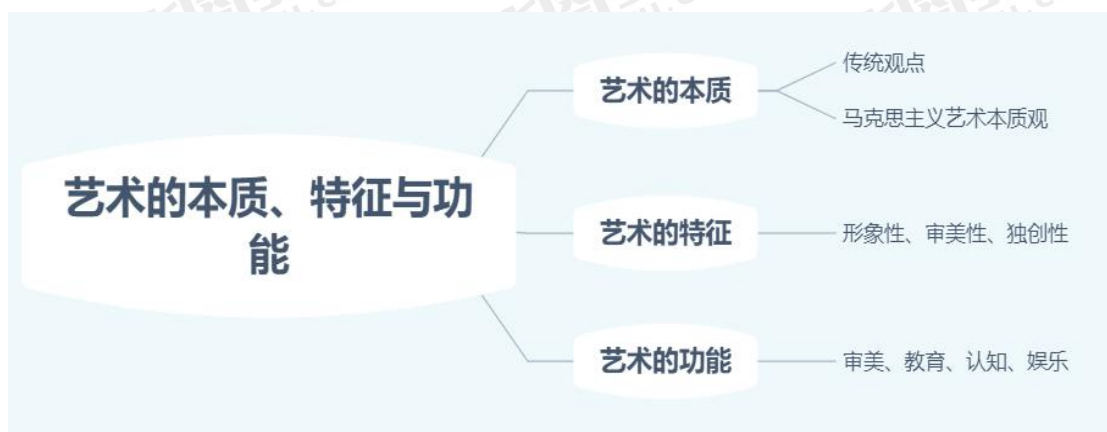 艺术的本质、特征与功
能
艺术的本质
传统观点
马克思主义艺术本质观
艺术的特征
形象性、审美性、独创性
艺术的功能
审美、教育、认知、娱乐